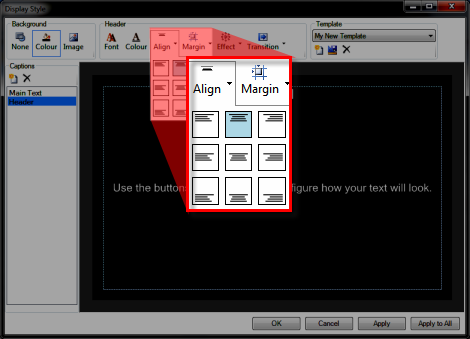 Display Style
Background
Header
Template
None
Colour
Image
Font
Colour
Align
Margin
Effect
Transition
My New Template
Captions
Main Text
Header
Align
Margin
Use the button figure how your text will look.
OK
Cancel
Apply
Apply to All